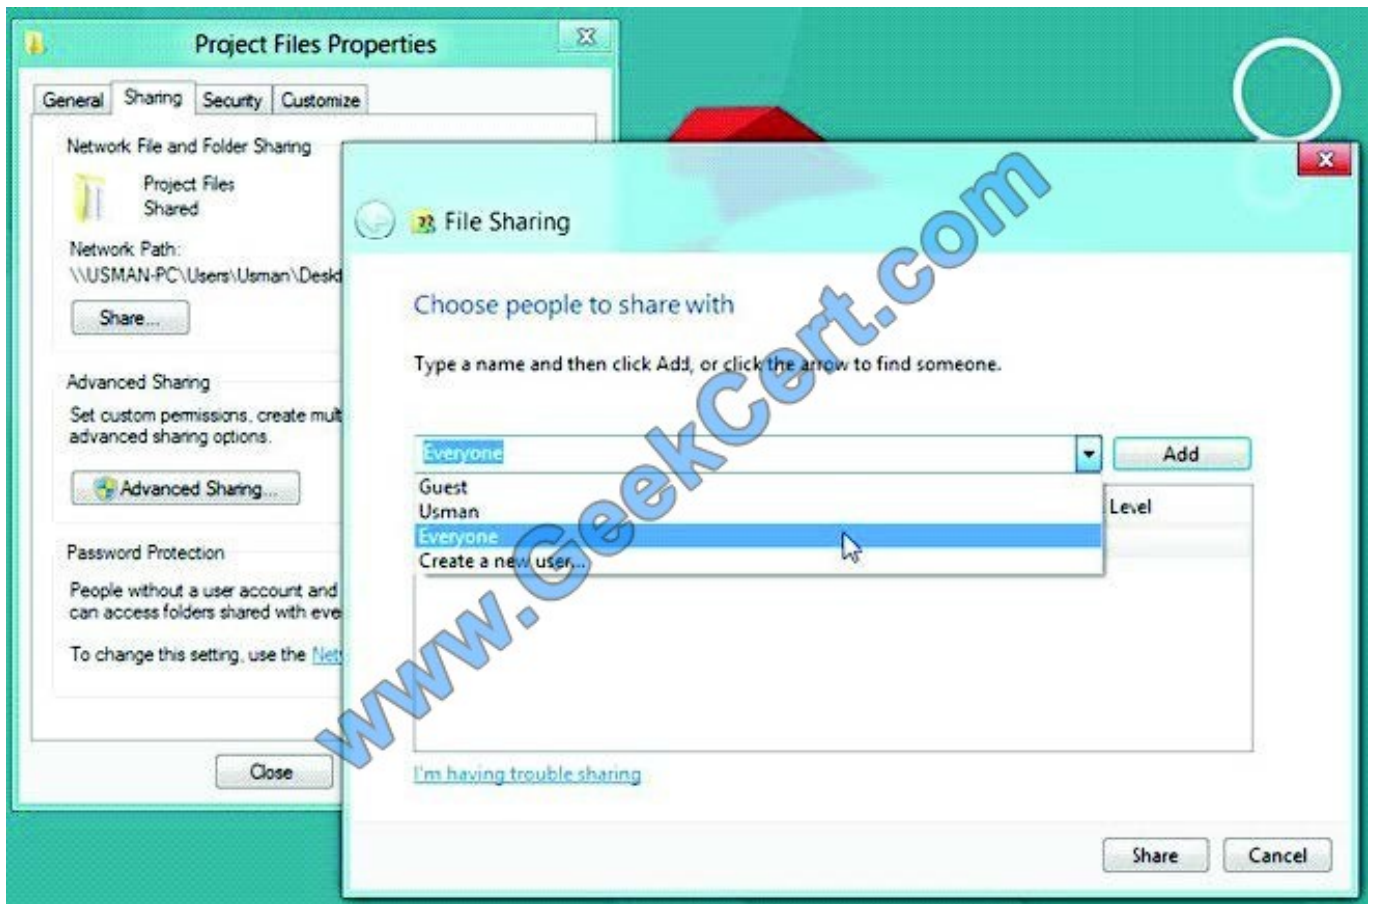 Project Files Properties
General Sharing Security Customize
Network File and Folder Sharing
Project Files
Shared
Network Path:
\\USMAN-PC\Users\Usman\Deskt
Share...
Advanced Sharing
Set custom permissions, create mult
advanced sharing options.
Advanced Sharing...
Password Protection
People without a user account and
can access folders shared with eve
To change this setting, use the Net
Close
File Sharing
Choose people to share with
Type a name and then click Add, or click the arrow to find someone.
Everyone
Add
Guest
Usman
Everyone
Create a new user...
Level
I'm having trouble sharing
Share Cancel
www.GeekCert.com